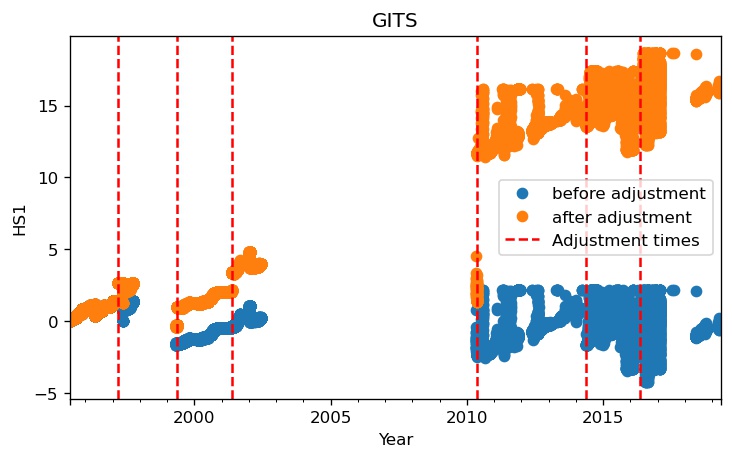 GITS
HS1
15
10
5
0
−5
before adjustment
after adjustment
Adjustment times
2000
2005
2010
2015
Year